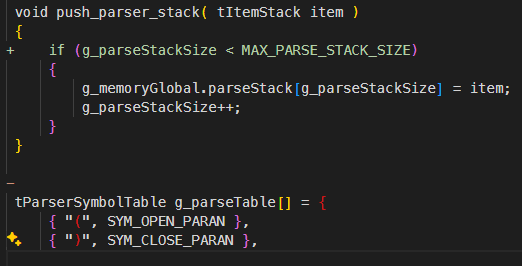 void push_parser_stack( tItemStack item )
{
+ if (g_parseStackSize < MAX_PARSE_STACK_SIZE)
{
g_memoryGlobal.parseStack[g_parseStackSize] = item;
g_parseStackSize++;
}
}
−
tParserSymbolTable g_parseTable[] = {
{ "(", SYM_OPEN_PARAN },
{ ")", SYM_CLOSE_PARAN },